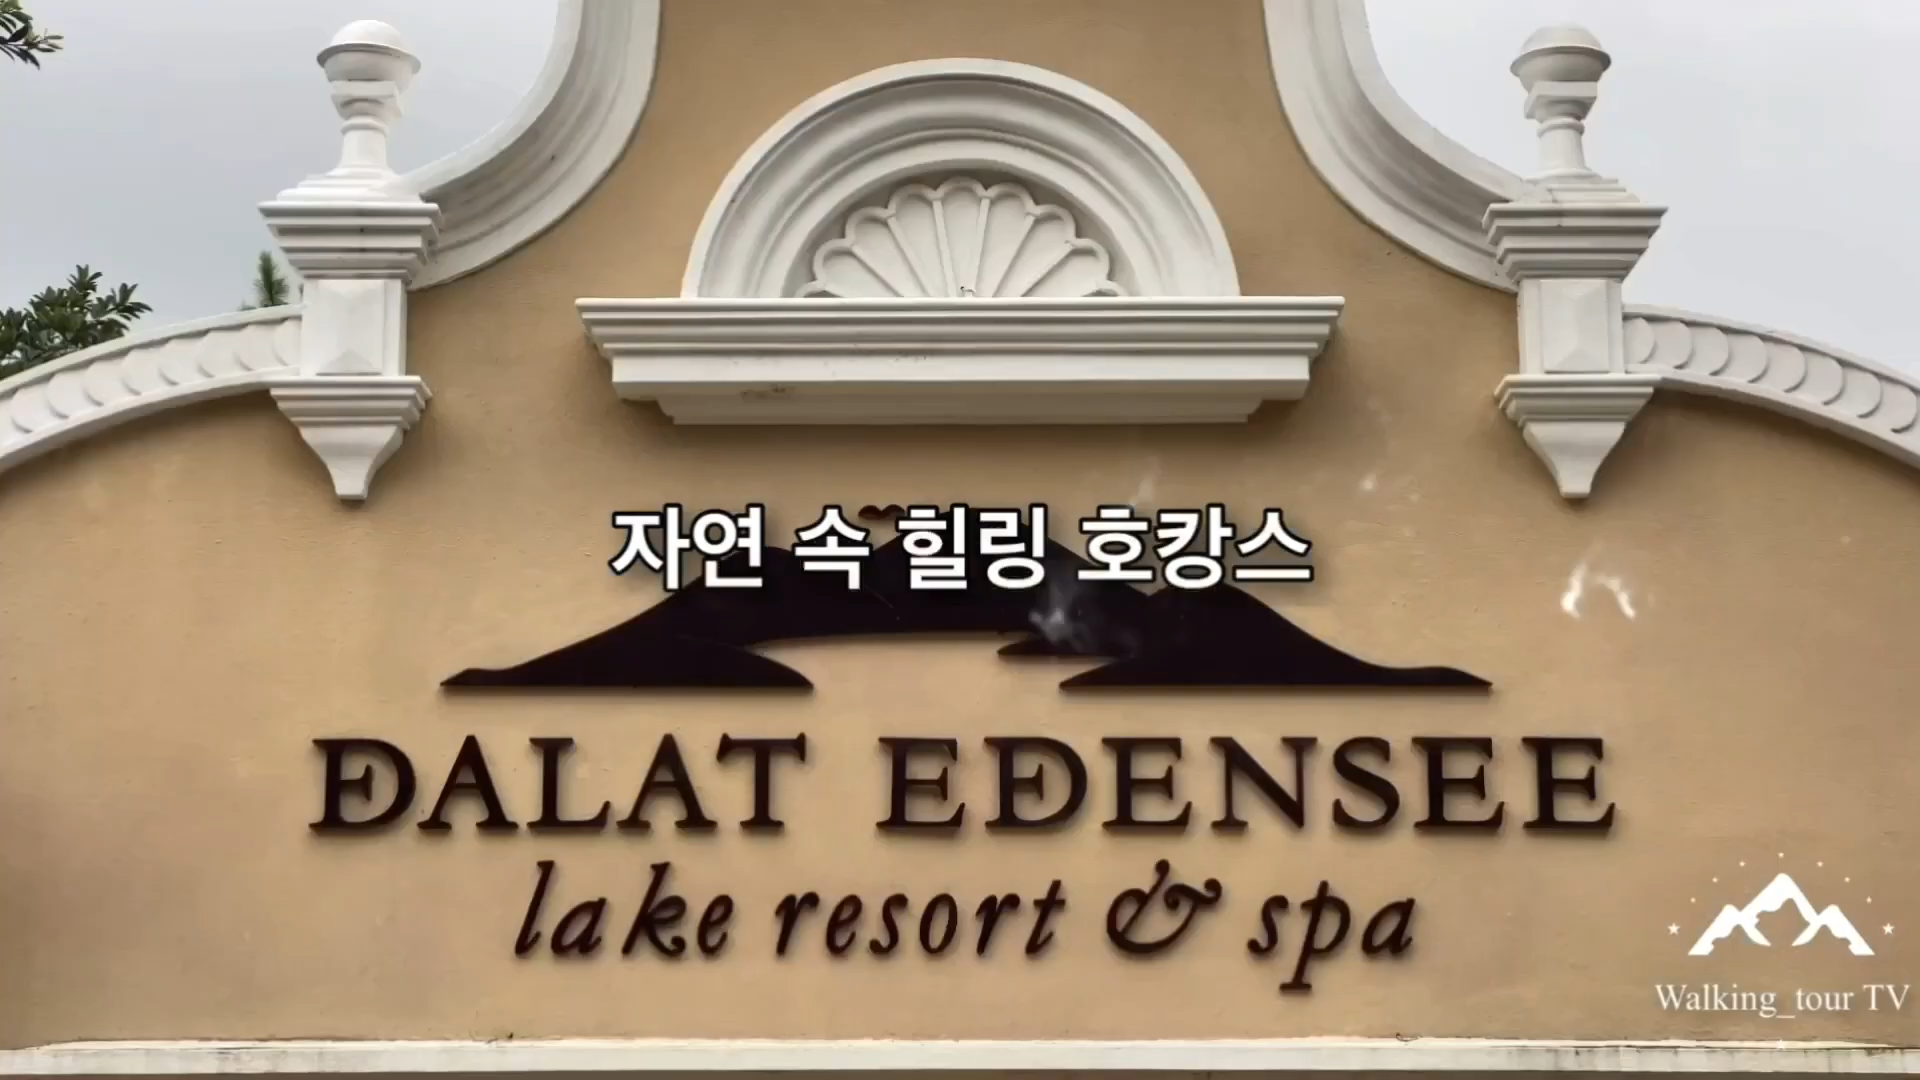 자연 속 힐링 호캉스
ĐALAT EĐENSEE
lake resort & spa
Walking_tour TV